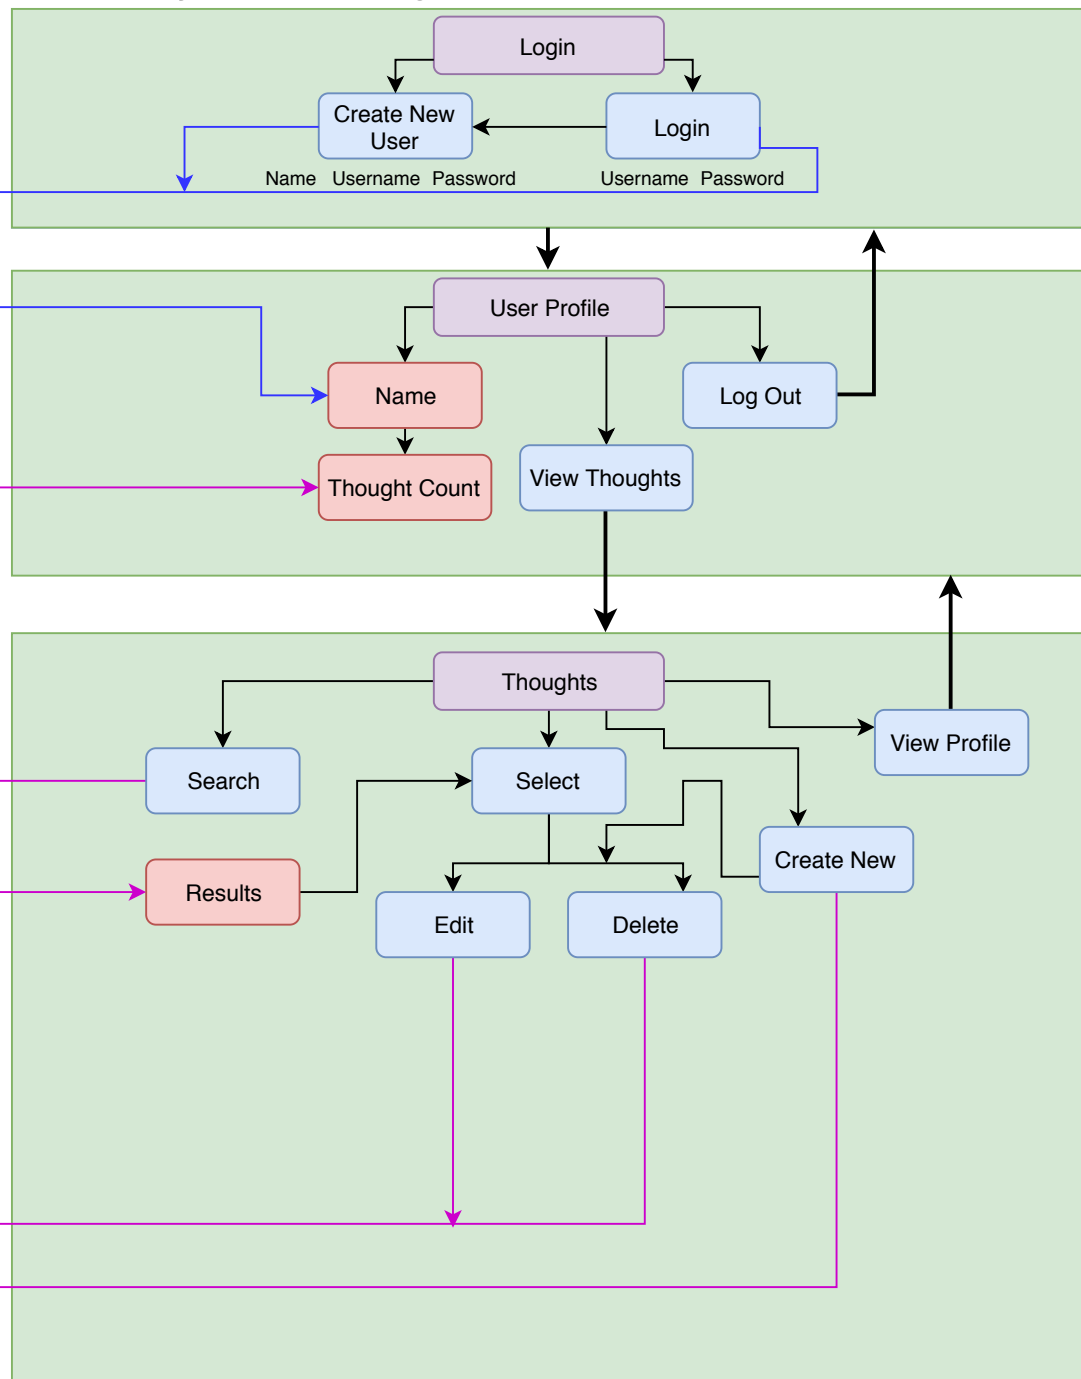 Login
Create New
User
Login
Name Username Password
Username Password
User Profile
Name
Log Out
Thought Count
View Thoughts
Thoughts
View Profile
Search
Select
Create New
Results
Edit
Delete